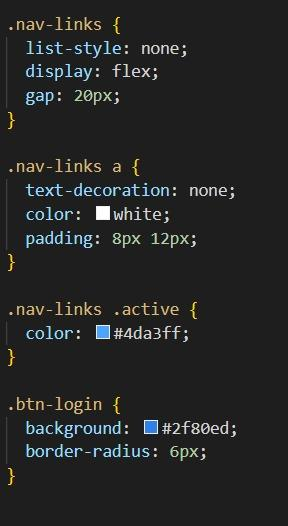 .nav-links {
  list-style: none;
  display: flex;
  gap: 20px;
}

.nav-links a {
  text-decoration: none;
  color: white;
  padding: 8px 12px;
}

.nav-links .active {
  color: #4da3ff;
}

.btn-login {
  background: #2f80ed;
  border-radius: 6px;
}